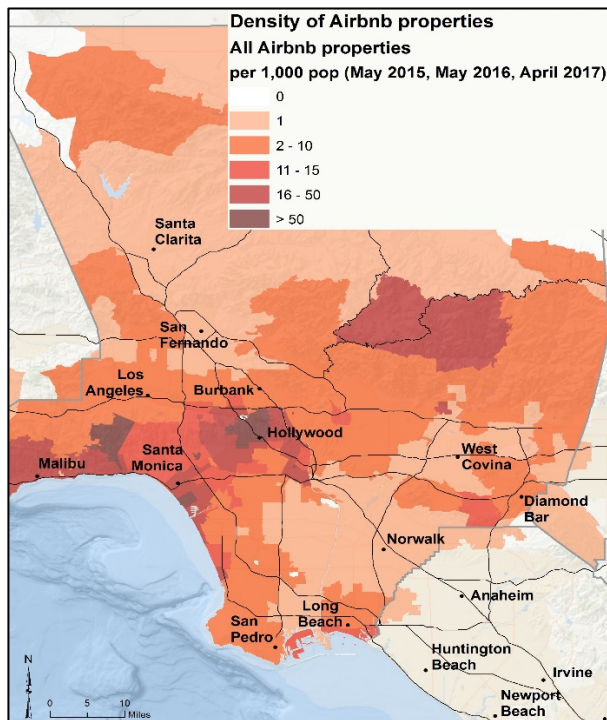 Density of Airbnb properties
All Airbnb properties
per 1,000 pop (May 2015, May 2016, April 2017)
0
1
2 - 10
11 - 15
16 - 50
> 50
Santa
Clarita
San
Fernando
Los
Angeles
Burbank
Hollywood
Santa
Monica
Malibu
West
Covina
Diamond
Bar
Norwalk
Anaheim
Long
Beach
San
Pedro
Huntington
Beach
Irvine
Newport
Beach
N
0 5 10
Miles